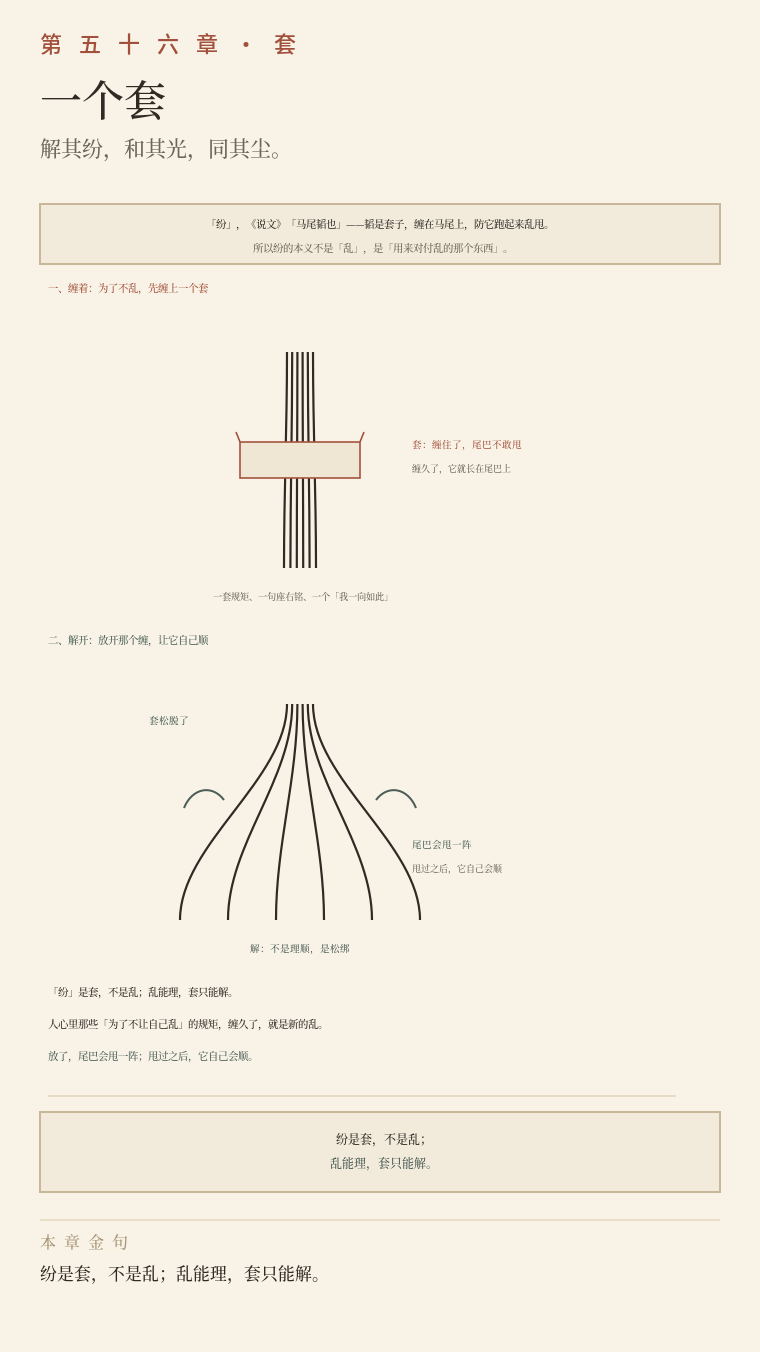 第五十六章·套
一个套
解其纷，和其光，同其尘。
「纷」，《说文》「马尾韬也」——韬是套子，缠在马尾上，防它跑起来乱甩。
所以纷的本义不是「乱」，是「用来对付乱的那个东西」。
一、缠着：为了不乱，先缠上一个套
套：缠住了，尾巴不敢甩
缠久了，它就长在尾巴上
一套规矩、一句座右铭、一个「我一向如此」
二、解开：放开那个缠，让它自己顺
套松脱了
尾巴会甩一阵
甩过之后，它自己会顺
解：不是理顺，是松绑
「纷」是套，不是乱；乱能理，套只能解。
人心里那些「为了不让自己乱」的规矩，缠久了，就是新的乱。
放了，尾巴会甩一阵；甩过之后，它自己会顺。
纷是套，不是乱；
乱能理，套只能解。
本章金句
纷是套，不是乱；乱能理，套只能解。